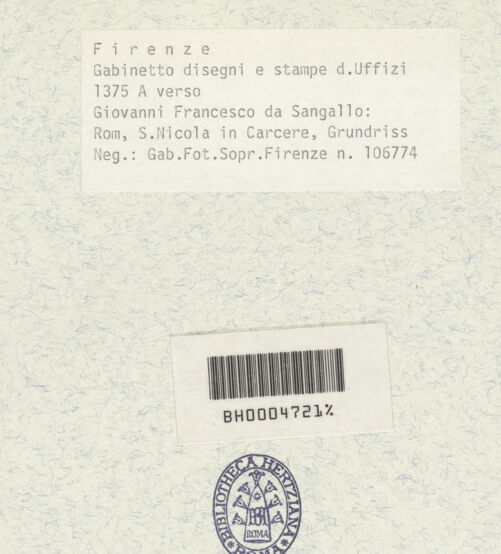 F i r e n z e
Gabinetto disegni e stampe d.Uffizi
1375 A verso
Giovanni Francesco da Sangallo:
Rom, S.Nicola in Carcere, Grundriss
Neg.: Gab.Fot.Sopr.Firenze n. 106774
BH0004721%
BIBLIOTHECA HERTZIANA
ROMA
ROMA